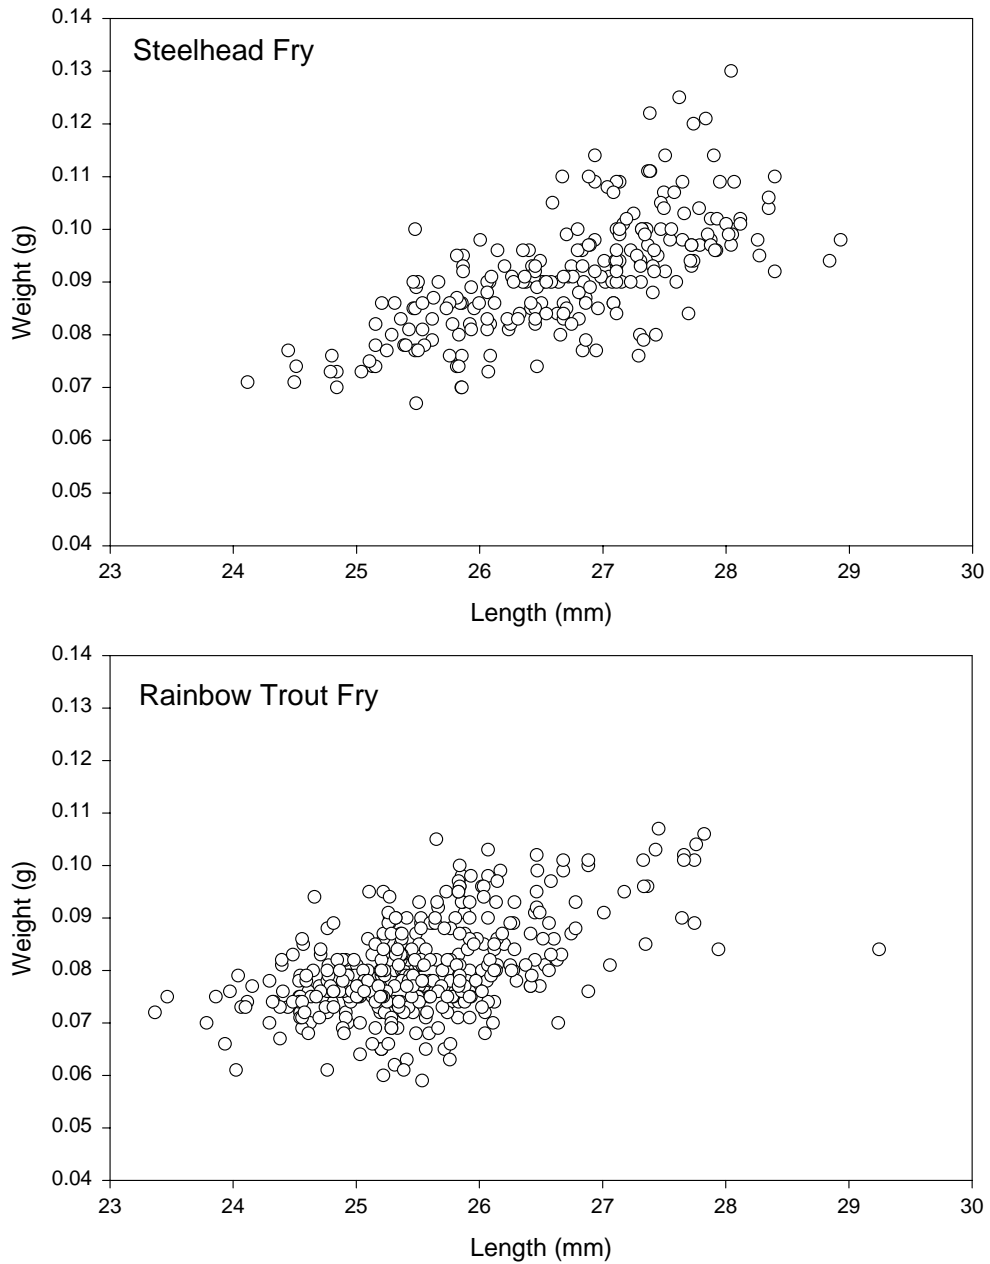 0.14
Steelhead Fry
0.13
0.12
0.11
0.10
0.09
0.08
0.07
0.06
0.05
0.04
Weight (g)
23 24 25 26 27 28 29 30
Length (mm)
0.14
Rainbow Trout Fry
0.13
0.12
0.11
0.10
0.09
0.08
0.07
0.06
0.05
0.04
Weight (g)
23 24 25 26 27 28 29 30
Length (mm)